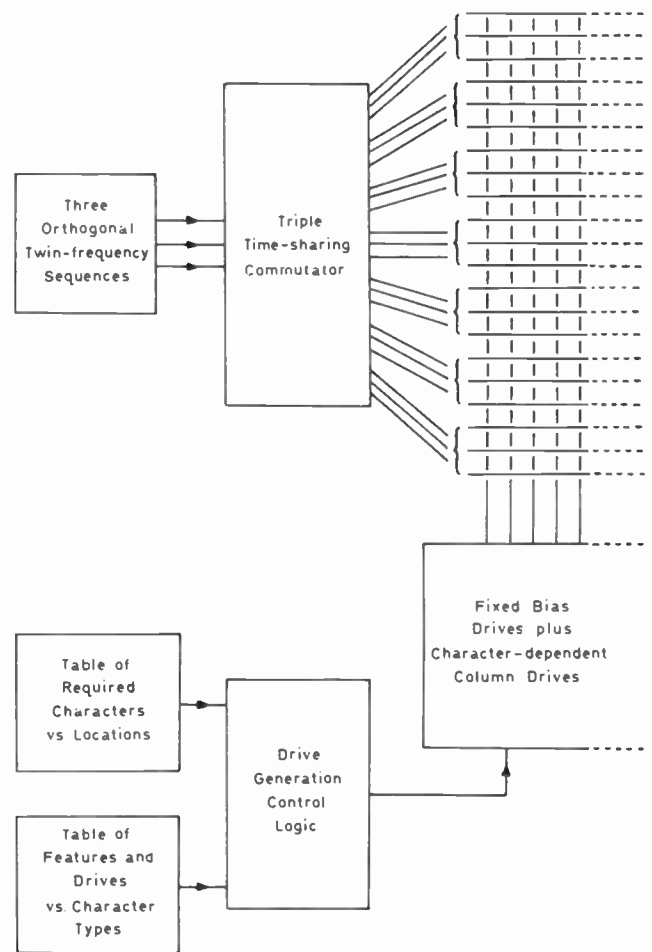 Three
Orthogonal
Twin-frequency
Sequences
Triple
Time-sharing
Commutator
Fixed Bias
Drives plus
Character-dependent
Column Drives
Table of
Required
Characters
vs Locations
Drive
Generation
Control
Logic
Table of
Features and
Drives
vs. Character
Types